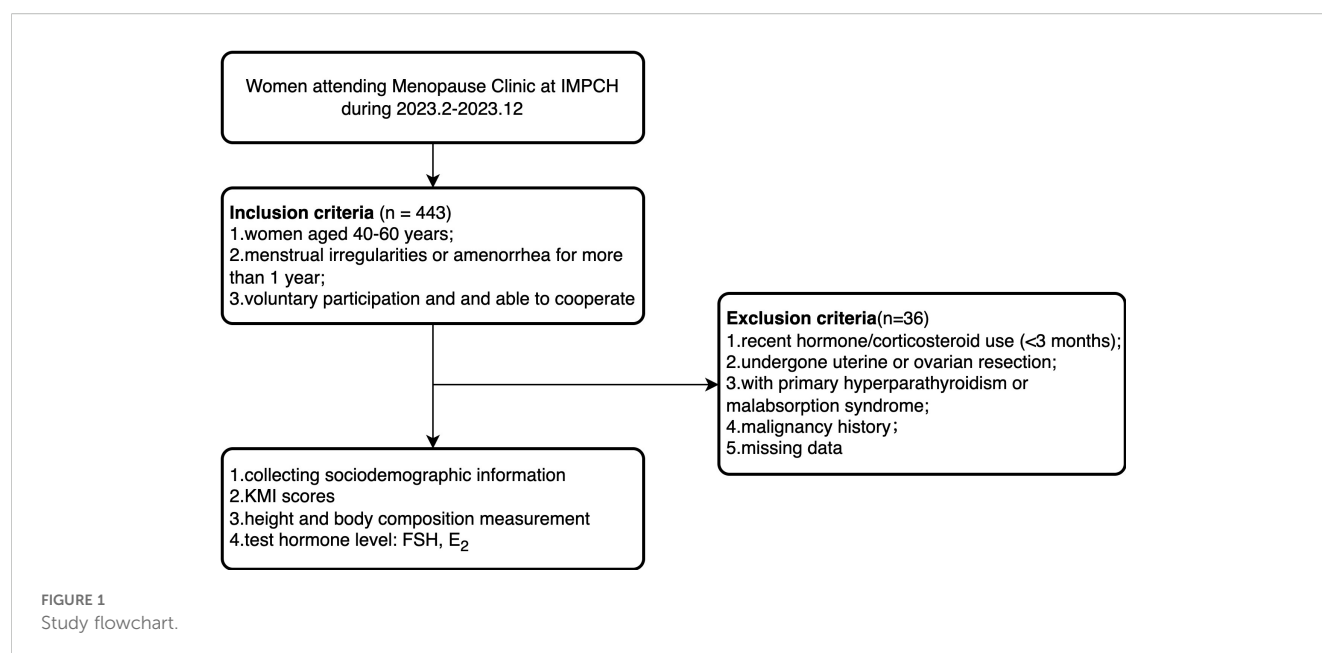 Women attending Menopause Clinic at IMPCH
during 2023.2-2023.12
Inclusion criteria (n = 443)
1.women aged 40-60 years;
2.menstrual irregularities or amenorrhea for more
than 1 year;
3.voluntary participation and and able to cooperate
Exclusion criteria(n=36)
1.recent hormone/corticosteroid use (<3 months);
2.undergone uterine or ovarian resection;
3.with primary hyperparathyroidism or
malabsorption syndrome;
4.malignancy history;
5.missing data
1.collecting sociodemographic information
2.KMI scores
3.height and body composition measurement
4.test hormone level: FSH, E₂
FIGURE 1
Study flowchart.